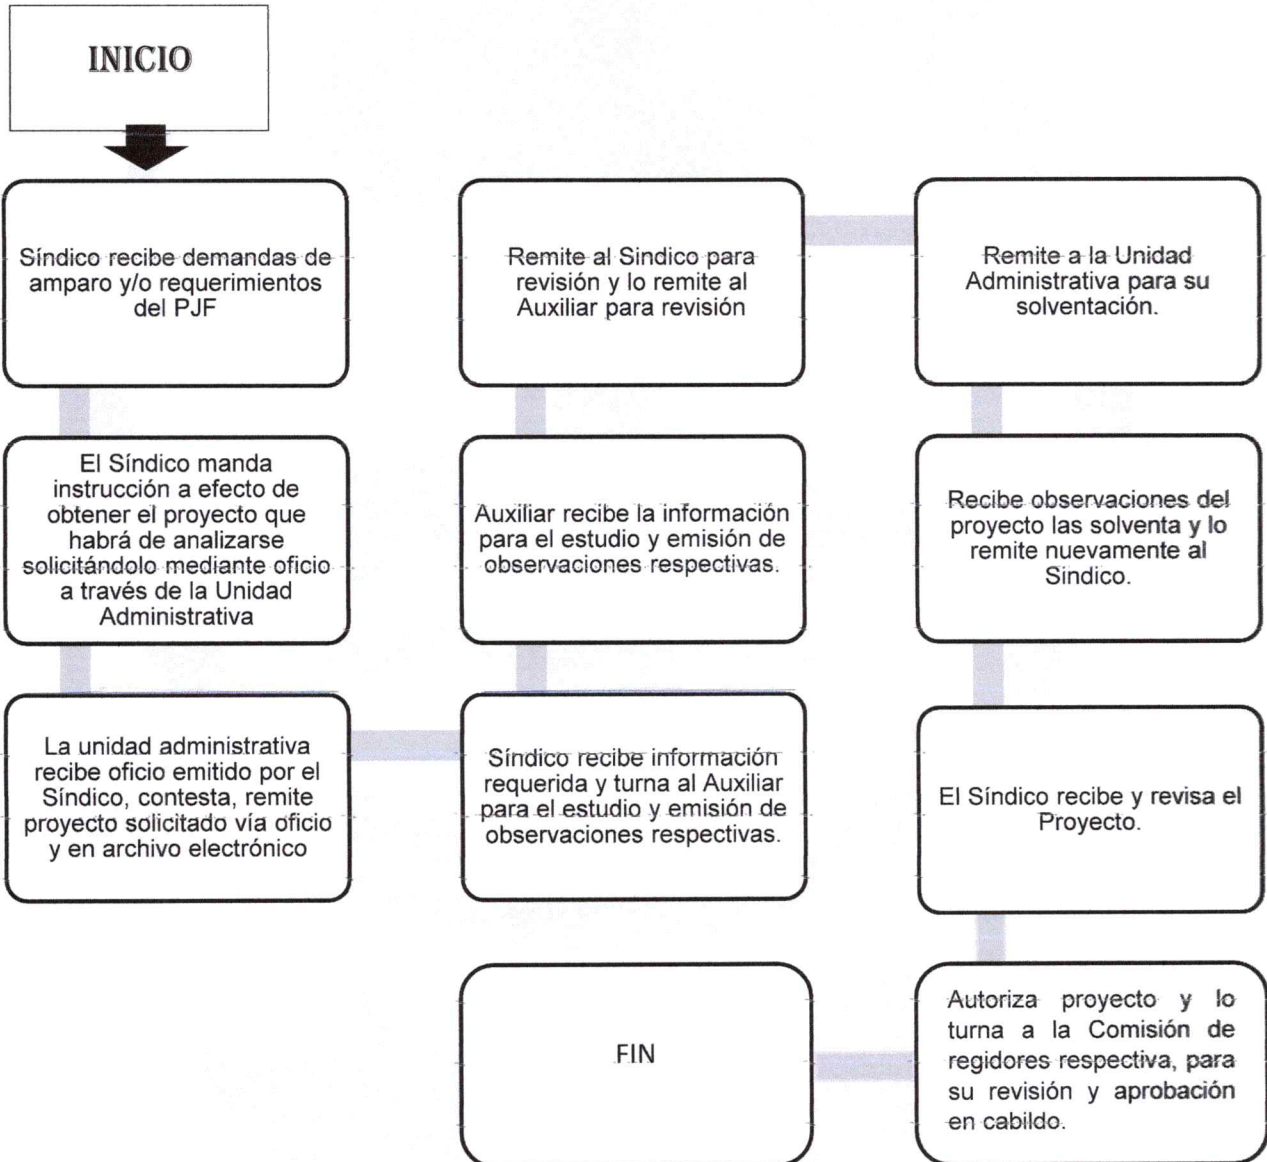 INICIO
Síndico recibe demandas de
amparo y/o requerimientos
del PJF
El Síndico manda
instrucción a efecto de
obtener el proyecto que
habrá de analizarse
solicitándolo mediante oficio
a través de la Unidad
Administrativa
La unidad administrativa
recibe oficio emitido por el
Síndico, contesta, remite
proyecto solicitado vía oficio
y en archivo electrónico
Síndico recibe información
requerida y turna al Auxiliar
para el estudio y emisión de
observaciones respectivas.
Auxiliar recibe la información
para el estudio y emisión de
observaciones respectivas.
Remite al Sindico para
revisión y lo remite al
Auxiliar para revisión
Remite a la Unidad
Administrativa para su
solventación.
Recibe observaciones del
proyecto las solventa y lo
remite nuevamente al
Sindico.
El Síndico recibe y revisa el
Proyecto.
Autoriza proyecto y lo
turna a la Comisión de
regidores respectiva, para
su revisión y aprobación
en cabildo.
FIN